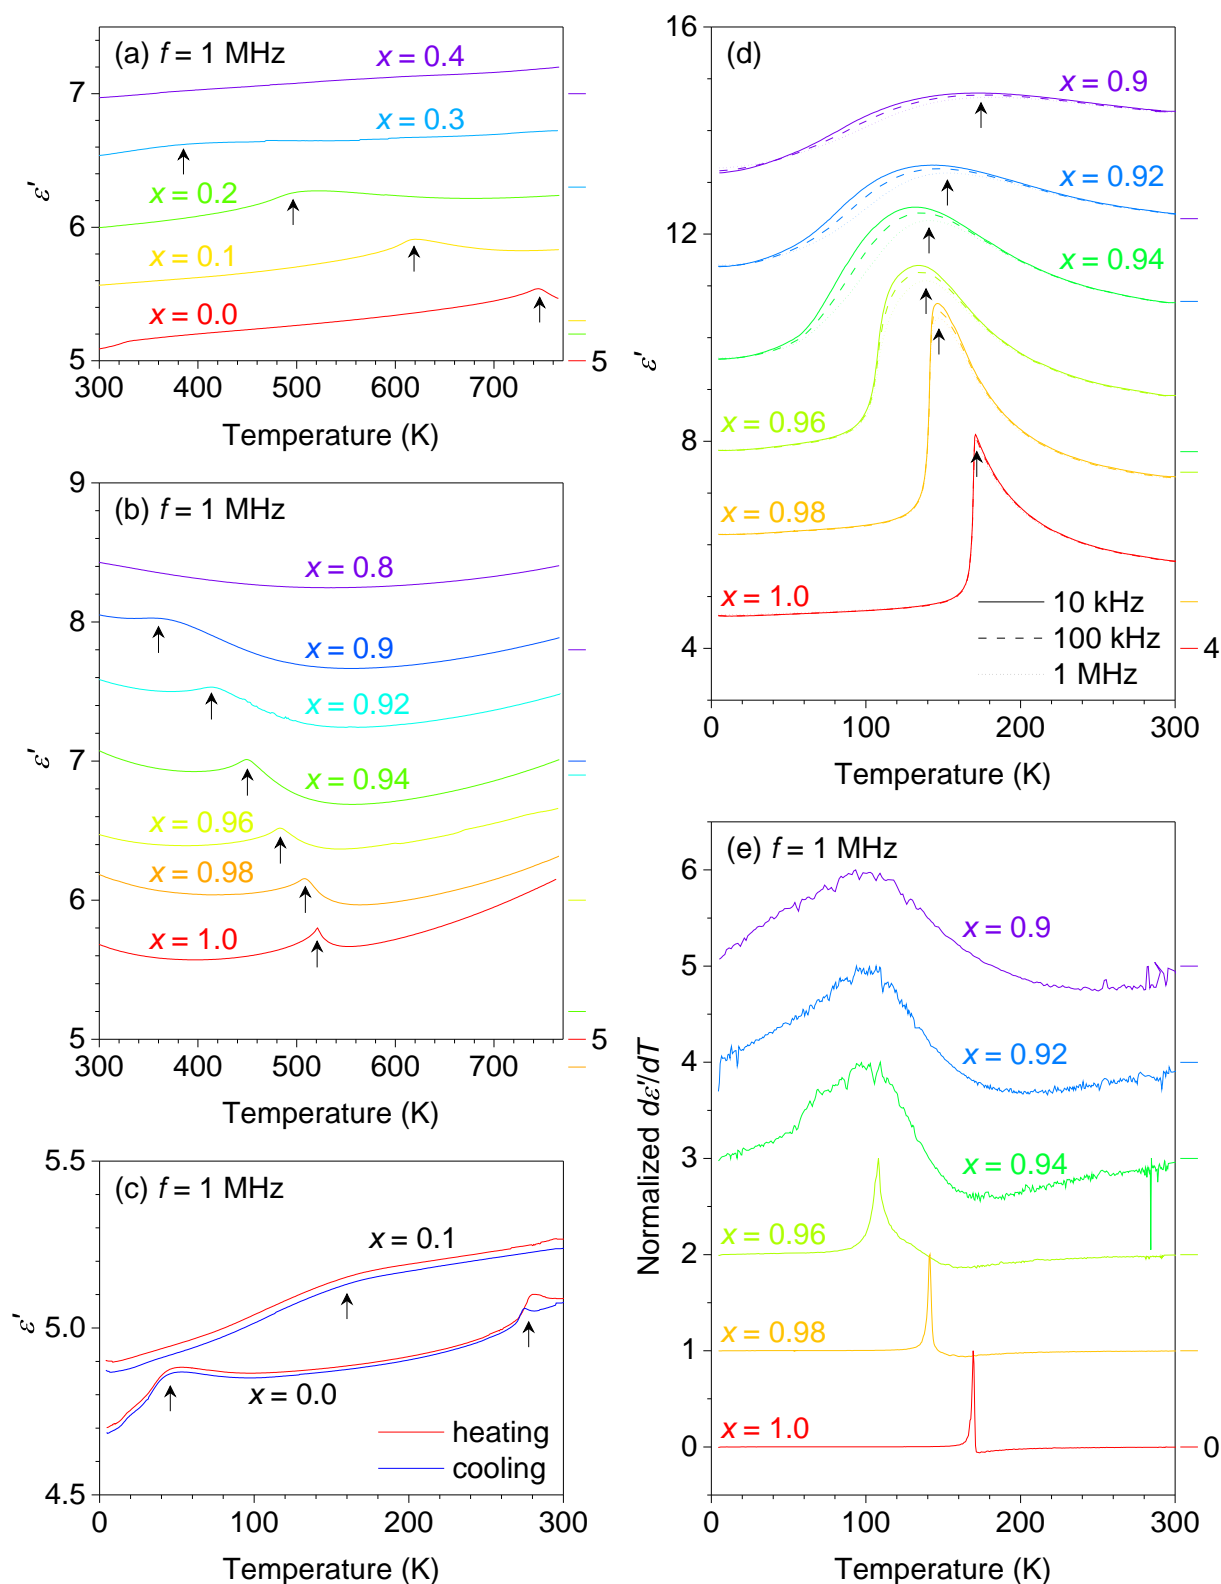 (a) f = 1 MHz
x = 0.4
x = 0.3
x = 0.2
x = 0.1
x = 0.0
7
6
5
5
ε'
300 400 500 600 700
Temperature (K)
(b) f = 1 MHz
x = 0.8
x = 0.9
x = 0.92
x = 0.94
x = 0.96
x = 0.98
x = 1.0
9
8
7
6
5
5
ε'
300 400 500 600 700
Temperature (K)
(c) f = 1 MHz
x = 0.1
x = 0.0
heating
cooling
5.5
5.0
4.5
ε'
0 100 200 300
Temperature (K)
(d)
x = 0.9
x = 0.92
x = 0.94
x = 0.96
x = 0.98
x = 1.0
10 kHz
100 kHz
1 MHz
16
12
8
4
4
ε'
0 100 200 300
Temperature (K)
(e) f = 1 MHz
x = 0.9
x = 0.92
x = 0.94
x = 0.96
x = 0.98
x = 1.0
6
5
4
3
2
1
0
0
Normalized dε'/dT
0 100 200 300
Temperature (K)